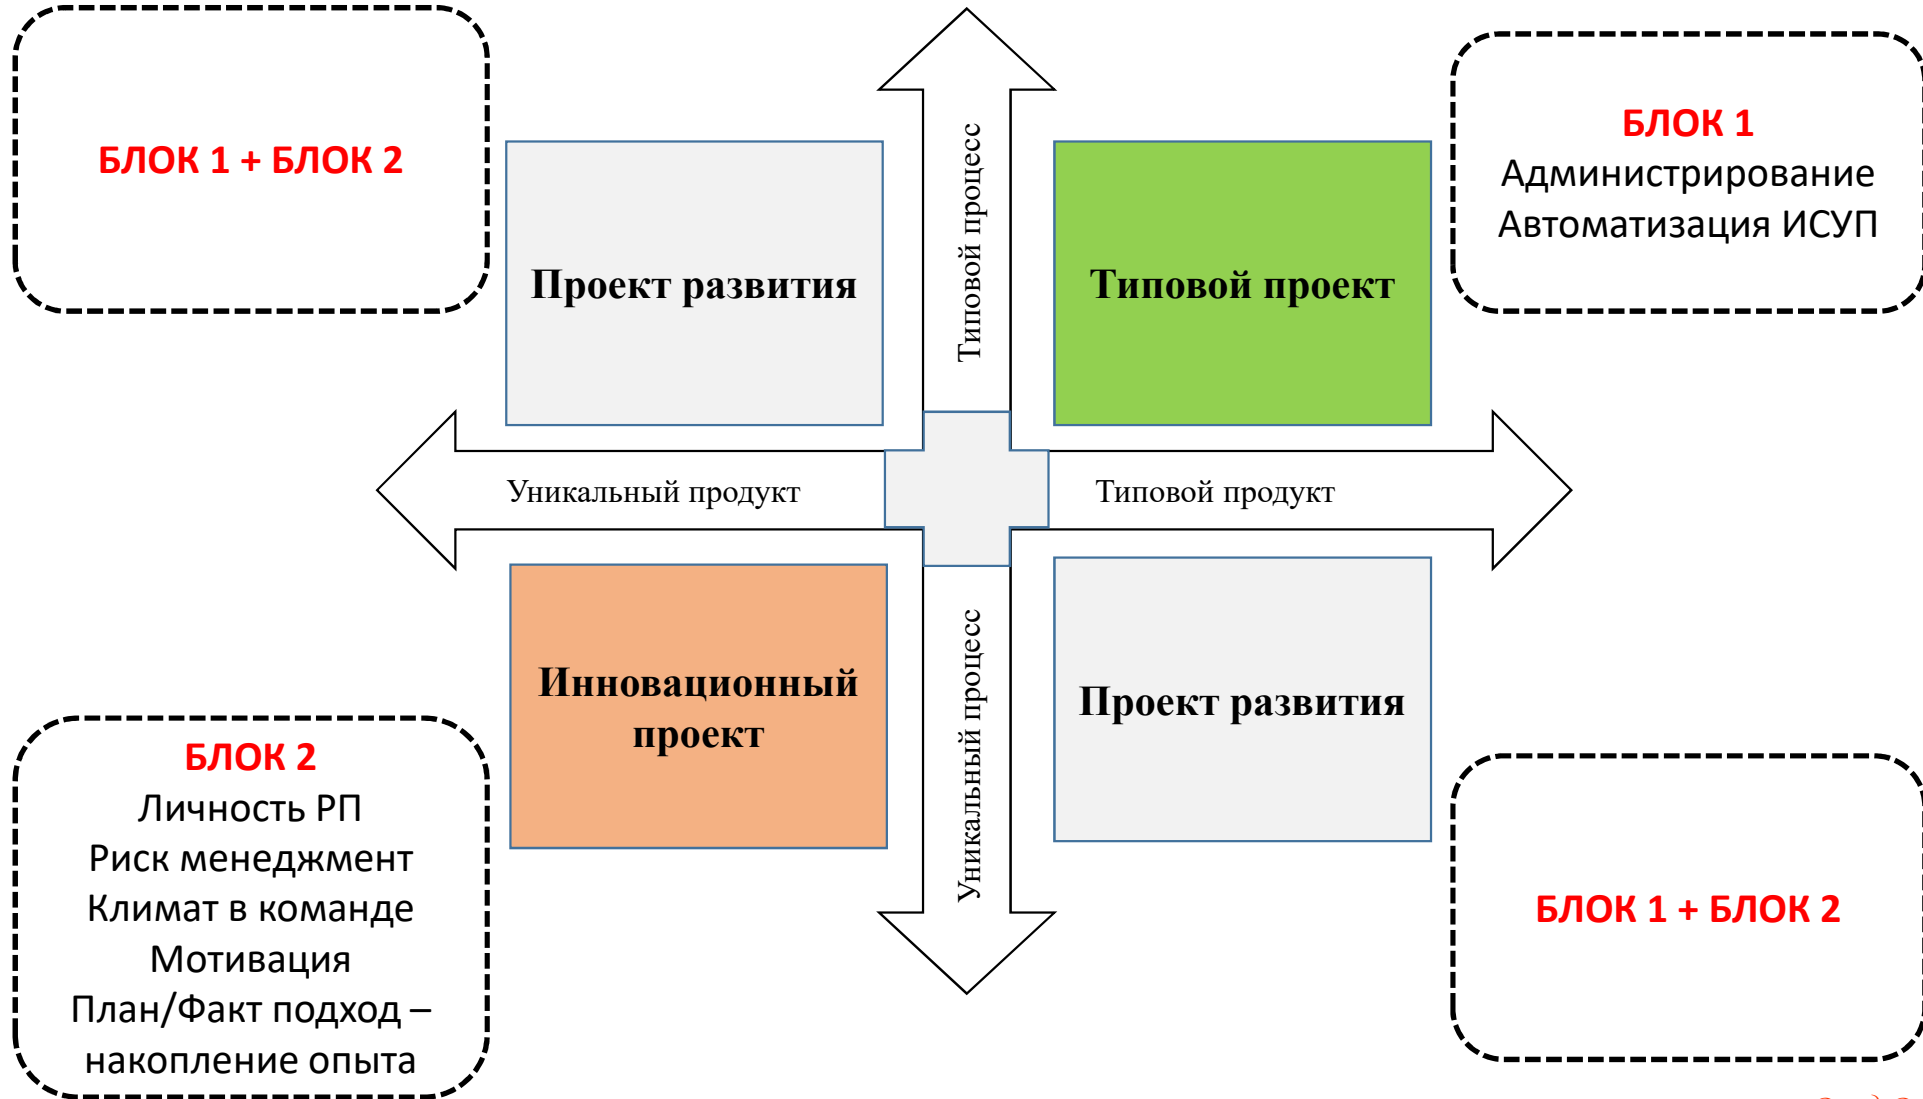 БЛОК 1 + БЛОК 2
Проект развития
Типовой процесс
Типовой проект
БЛОК 1
Администрирование
Автоматизация ИСУП
Уникальный продукт
Типовой продукт
БЛОК 2
Личность РП
Риск менеджмент
Климат в команде
Мотивация
План/Факт подход –
накопление опыта
Инновационный
проект
Уникальный процесс
Проект развития
БЛОК 1 + БЛОК 2